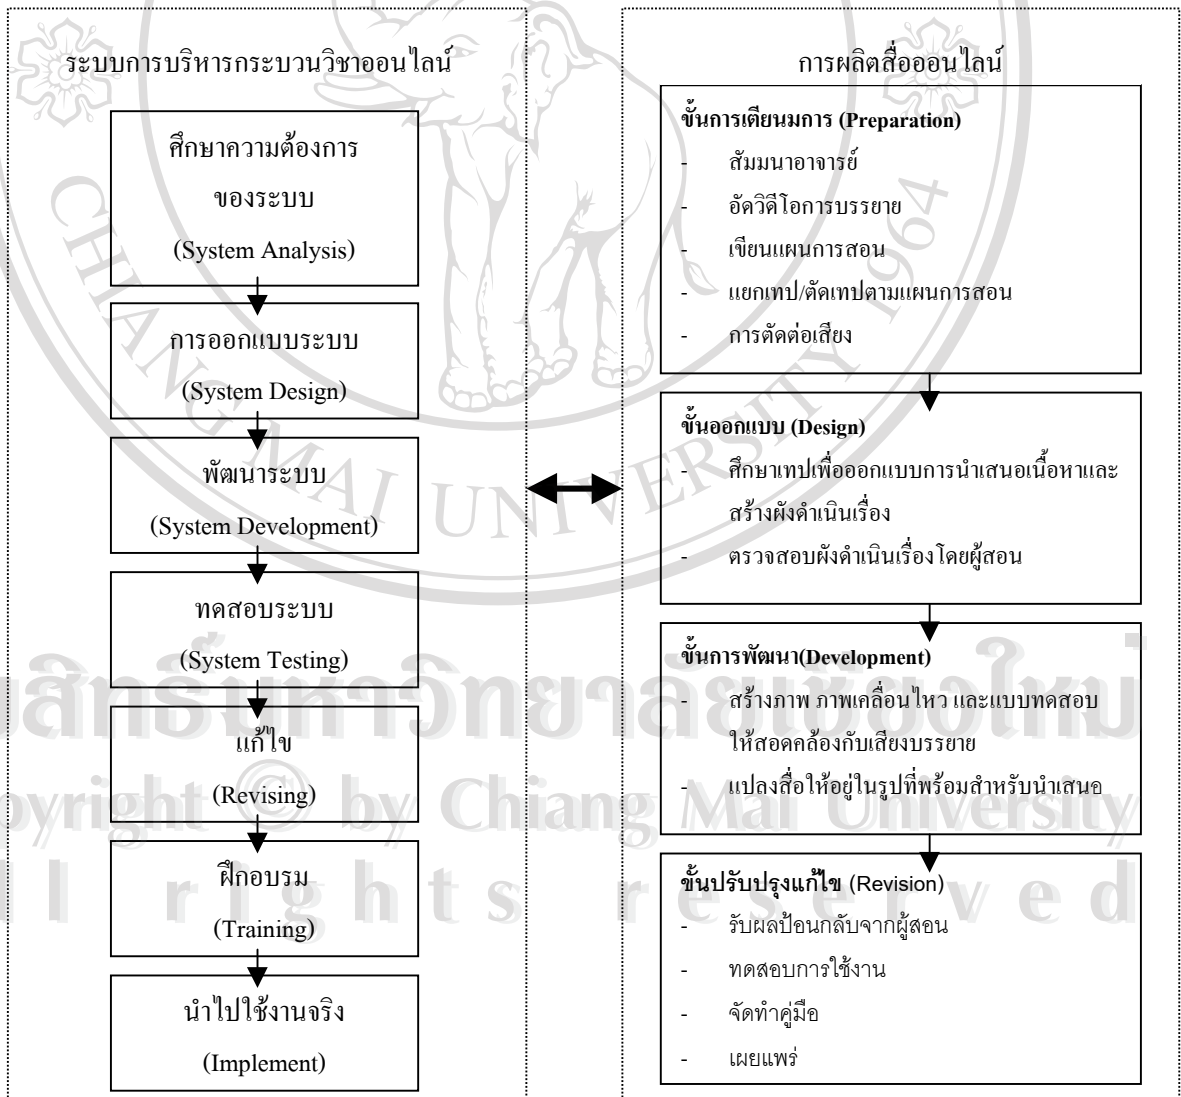 ระบบการบริหารกระบวนวิชาออนไลน์
ศึกษาความต้องการ
ของระบบ
(System Analysis)
การออกแบบระบบ
(System Design)
พัฒนาระบบ
(System Development)
ทดสอบระบบ
(System Testing)
แก้ไข
(Revising)
ฝึกอบรม
(Training)
นำไปใช้งานจริง
(Implement)
การผลิตสื่อออนไลน์
ขั้นการเตียนมการ (Preparation)
- สัมมนาอาจารย์
- อัดวิดีโอการบรรยาย
- เขียนแผนการสอน
- แยกเทป/ตัดเทปตามแผนการสอน
- การตัดต่อเสียง
ขั้นออกแบบ (Design)
- ศึกษาเทปเพื่อออกแบบการนำเสนอเนื้อหาและ
สร้างผังดำเนินเรื่อง
- ตรวจสอบผังดำเนินเรื่องโดยผู้สอน
ขั้นการพัฒนา(Development)
- สร้างภาพ ภาพเคลื่อนไหว และแบบทดสอบ
ให้สอดคล้องกับเสียงบรรยาย
- แปลงสื่อให้อยู่ในรูปที่พร้อมสำหรับนำเสนอ
ขั้นปรับปรุงแก้ไข (Revision)
- รับผลป้อนกลับจากผู้สอน
- ทดสอบการใช้งาน
- จัดทำคู่มือ
- เผยแพร่
CHIANG MAI UNIVERSITY 1964
by Chiang Mai University
rights reserved